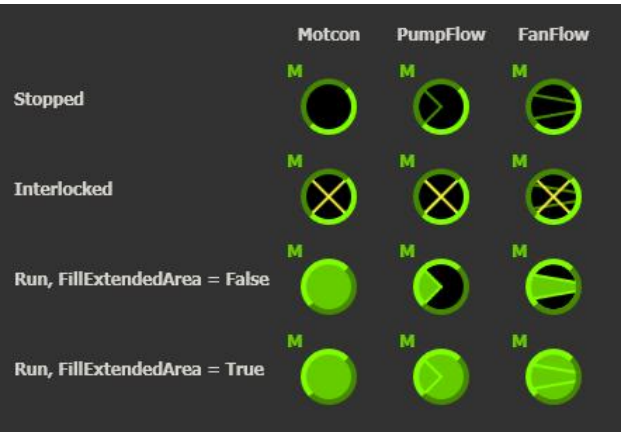 Motcon PumpFlow FanFlow
M M M
Stopped
M M M
Interlocked
M M M
Run, FillExtendedArea = False
M M M
Run, FillExtendedArea = True